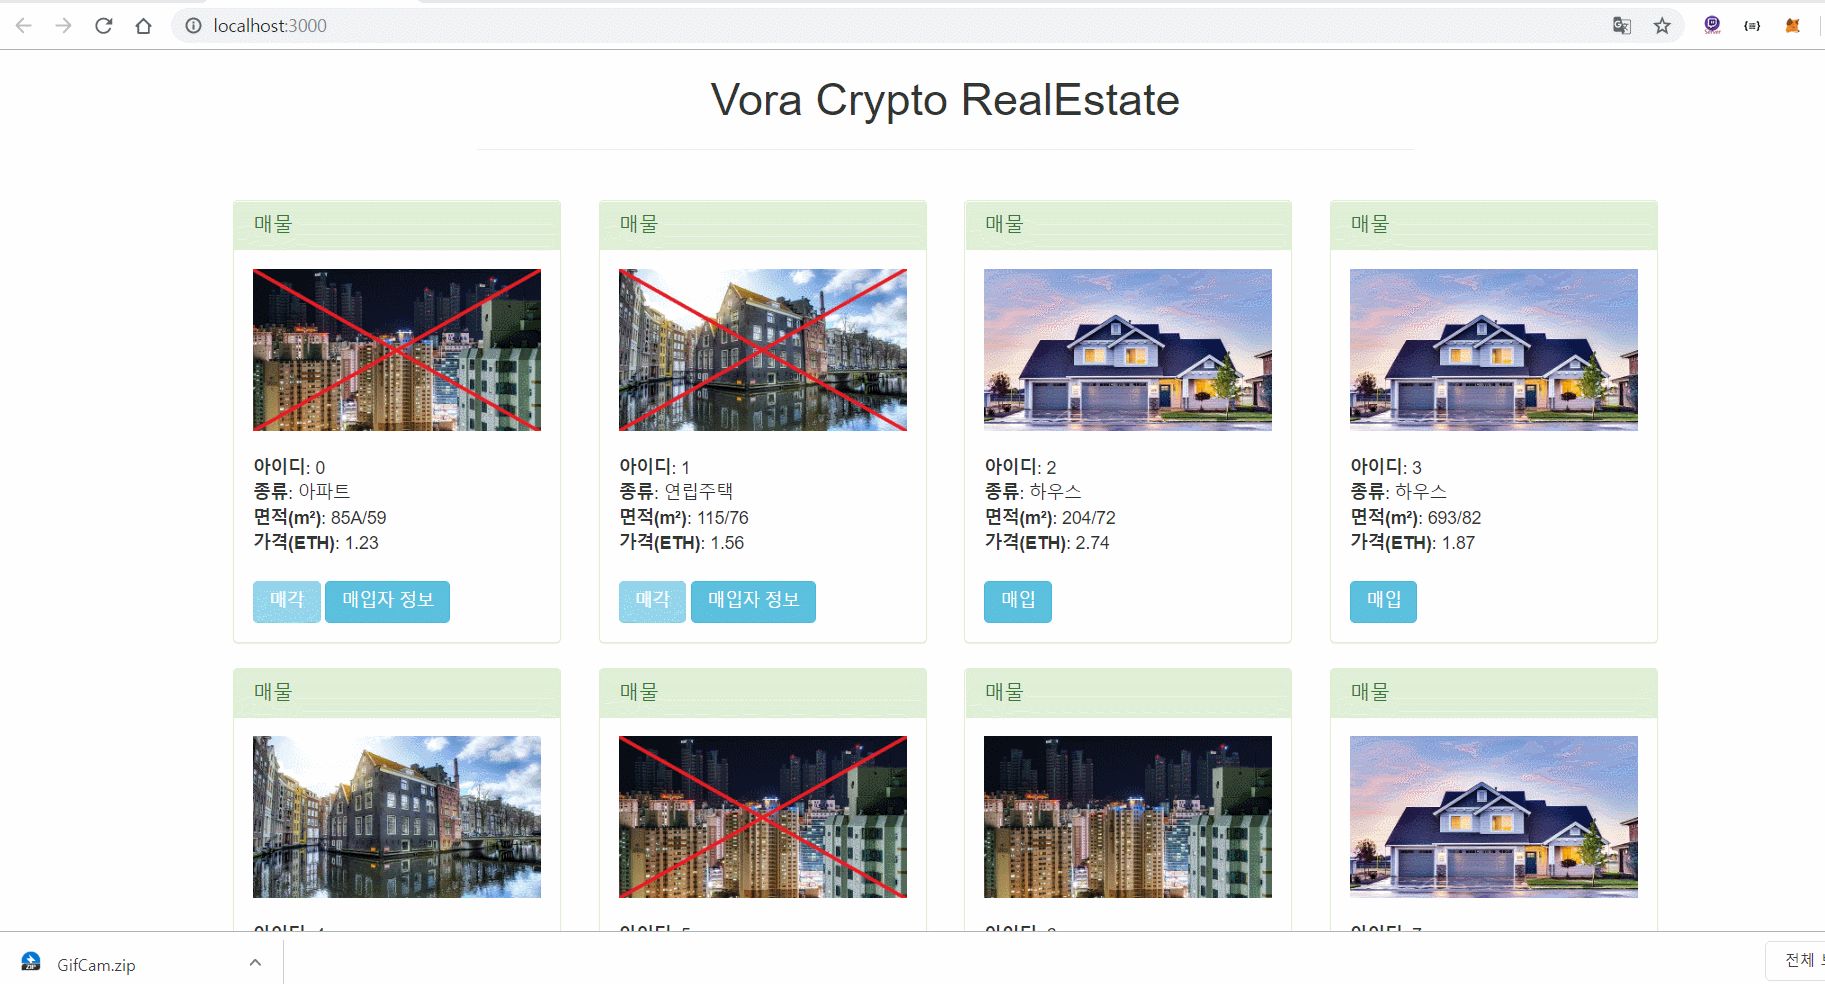 localhost:3000
Server
Vora Crypto RealEstate
매물
아이디: 0
종류: 아파트
면적(m²): 85A/59
가격(ETH): 1.23
매각 매입자 정보
매물
아이디: 1
종류: 연립주택
면적(m²): 115/76
가격(ETH): 1.56
매각 매입자 정보
매물
아이디: 2
종류: 하우스
면적(m²): 204/72
가격(ETH): 2.74
매입
매물
아이디: 3
종류: 하우스
면적(m²): 693/82
가격(ETH): 1.87
매입
매물
매물
매물
매물
ZIP
GifCam.zip
전체